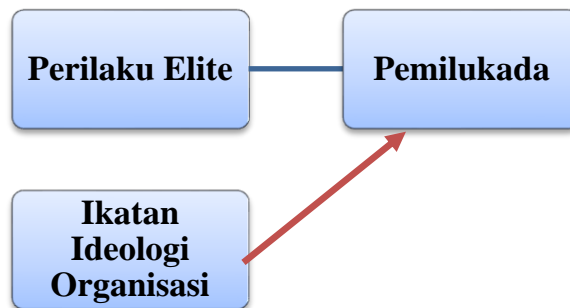 Perilaku Elite
Pemilukada
Ikatan
Ideologi
Organisasi